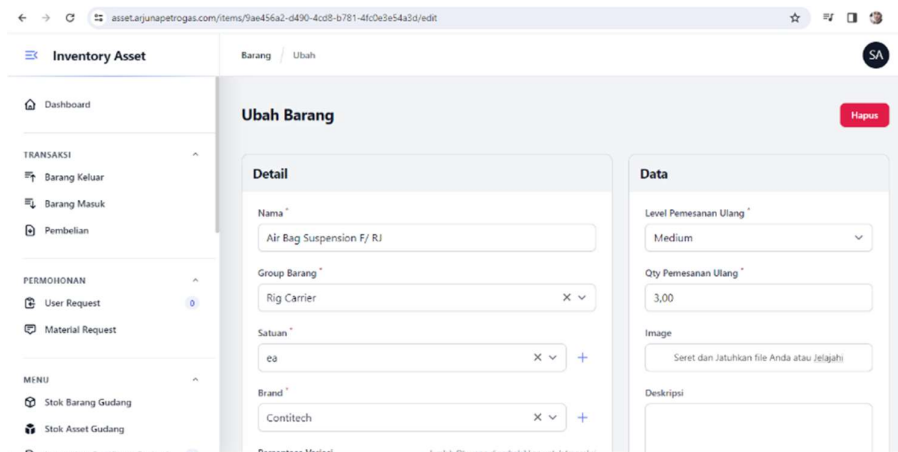 asset.arjunapetrogas.com/items/9ae456a2-d490-4cd8-b781-4fc0e3e54a3d/edit
Inventory Asset
Barang / Ubah
SA
Dashboard
Ubah Barang
Hapus
TRANSAKSI
Barang Keluar
Barang Masuk
Pembelian
PERMOHONAN
User Request 0
Material Request
MENU
Stok Barang Gudang
Stok Asset Gudang
Detail
Nama *
Air Bag Suspension F/ RJ
Group Barang *
Rig Carrier
Satuan *
ea
Brand *
Contitech
Data
Level Pemesanan Ulang *
Medium
Qty Pemesanan Ulang *
3,00
Image
Seret dan Jatuhkan file Anda atau Jelajahi
Deskripsi